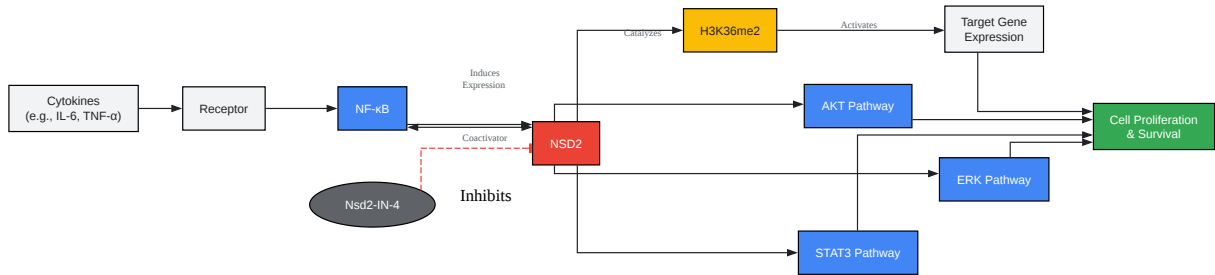 Cytokines
(e.g., IL-6, TNF-α)
Receptor
NF-κB
Induces
Expression
Coactivator
NSD2
Nsd2-IN-4
Inhibits
Catalyzes
H3K36me2
Activates
Target Gene
Expression
AKT Pathway
ERK Pathway
STAT3 Pathway
Cell Proliferation
& Survival